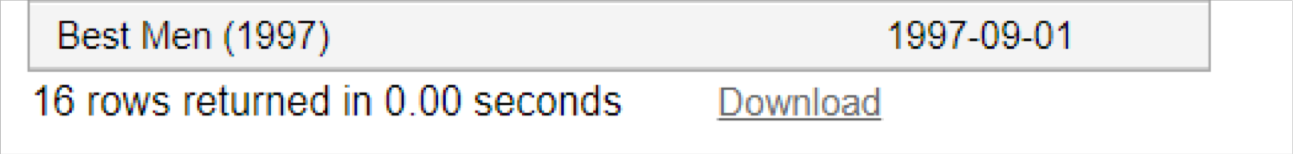 Best Men (1997) 1997-09-01
16 rows returned in 0.00 seconds Download